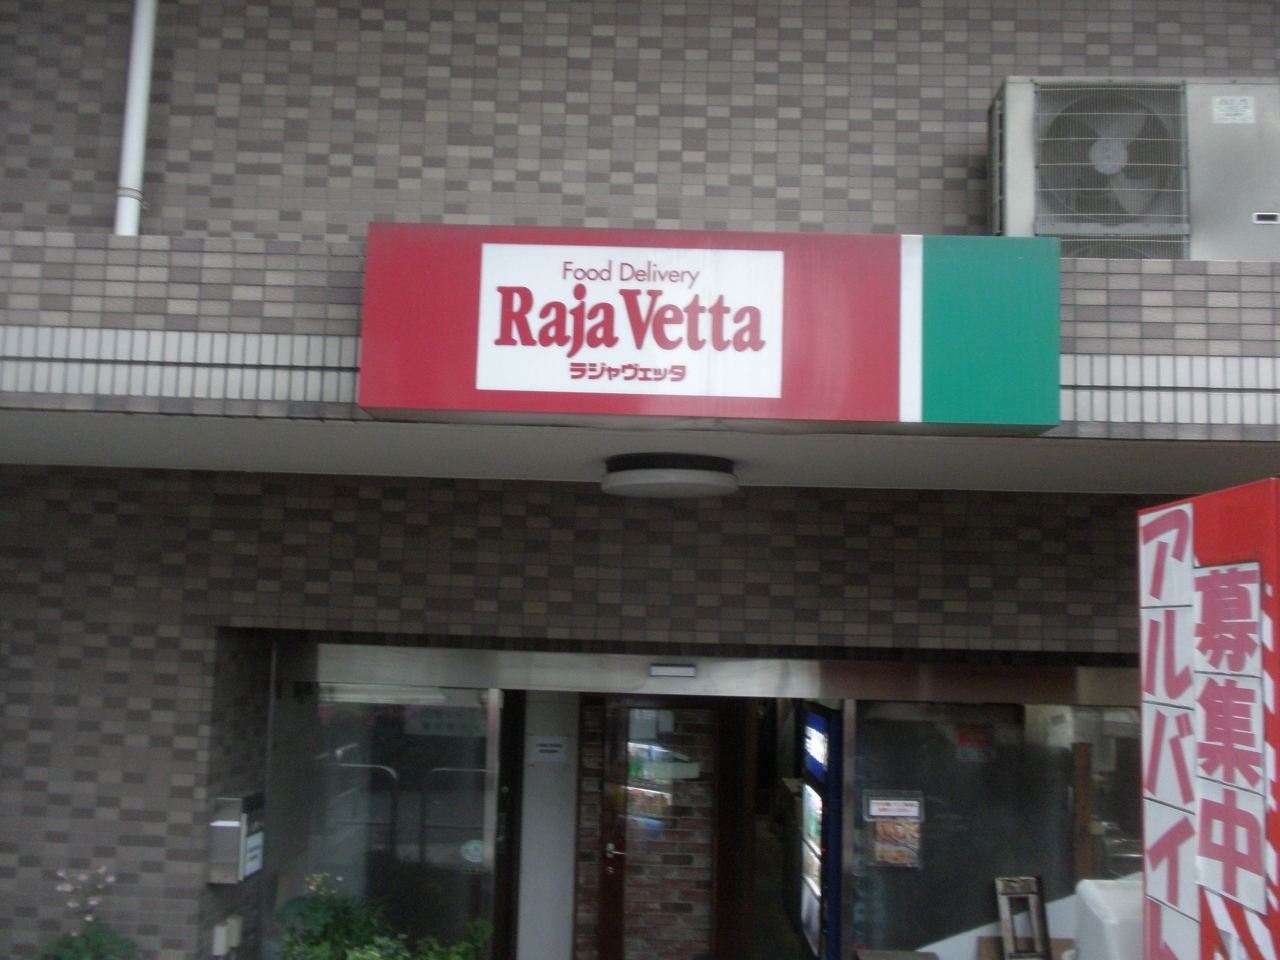 Food Delivery
Raja Vetta
ラジャヴェッタ
アルバイト
募集中